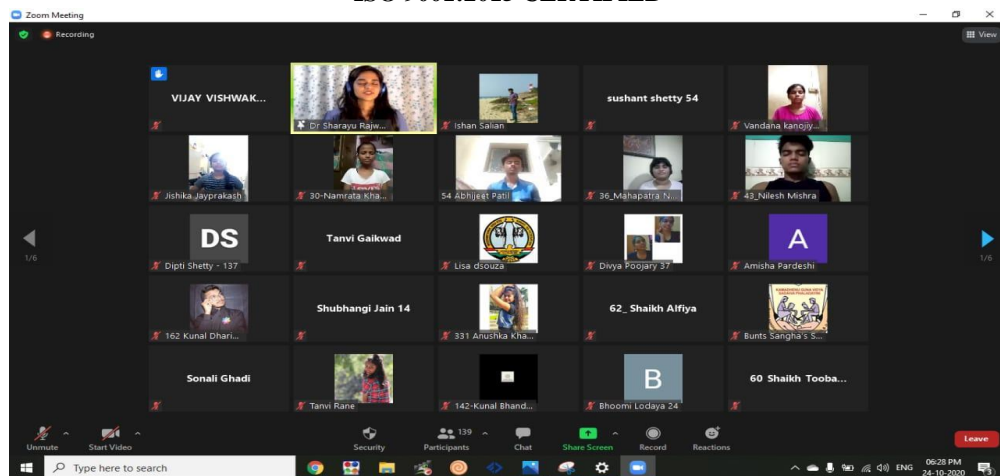 Zoom Meeting
Recording
View
VIJAY VISHWAK...
Dr Sharayu Rajw...
Ishan Salian
sushant shetty 54
Vandana kanojiy...
Jishika Jayprakash
30-Namrata Kha...
54 Abhijeet Patil
36_Mahapatra N...
43_Nilesh Mishra
DS
Dipti Shetty - 137
Tanvi Gaikwad
Lisa dsouza
Divya Poojary 37
A
Amisha Pardeshi
1/6
1/6
162 Kunal Dhari...
Shubhangi Jain 14
331 Anushka Kha...
62_ Shaikh Alfiya
Bunts Sangha's S...
Sonali Ghadi
Tanvi Rane
142-Kunal Bhand...
B
Bhoomi Lodaya 24
60 Shaikh Tooba...
Unmute
Start Video
Security
Participants
139
Chat
Share Screen
Record
Reactions
Leave
Type here to search
ENG
06:28 PM
24-10-2020